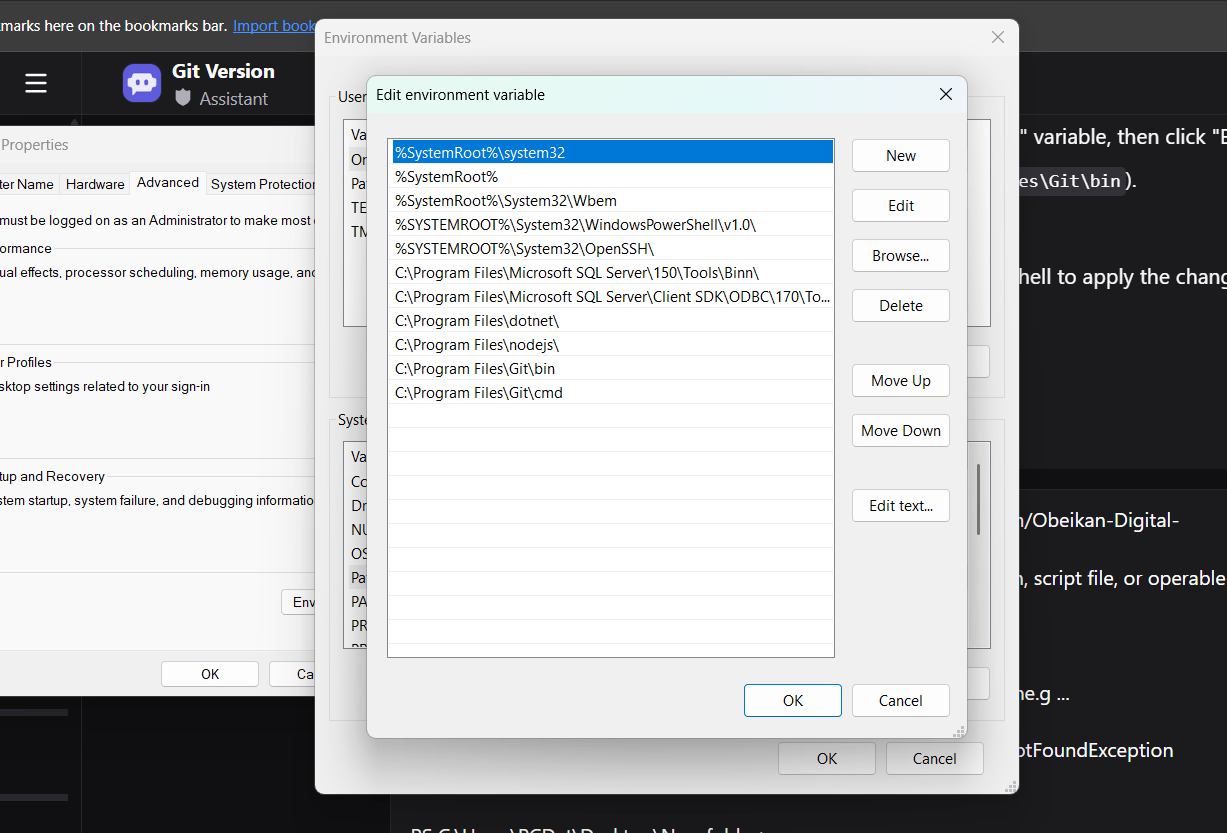 marks here on the bookmarks bar. Import book
Git Version
Assistant
Properties
ter Name Hardware Advanced System Protection
must be logged on as an Administrator to make most
ormance
ual effects, processor scheduling, memory usage, and
r Profiles
sktop settings related to your sign-in
tup and Recovery
stem startup, system failure, and debugging informatio
Env
OK
Ca
Environment Variables
User
Va
Or
Pa
TE
TM
Syste
Va
Co
Dr
NU
OS
Pa
PA
PR
OK
Cancel
Edit environment variable
%SystemRoot%\system32
%SystemRoot%
%SystemRoot%\System32\Wbem
%SYSTEMROOT%\System32\WindowsPowerShell\v1.0\
%SYSTEMROOT%\System32\OpenSSH\
C:\Program Files\Microsoft SQL Server\150\Tools\Binn\
C:\Program Files\Microsoft SQL Server\Client SDK\ODBC\170\To...
C:\Program Files\dotnet\
C:\Program Files\nodejs\
C:\Program Files\Git\bin
C:\Program Files\Git\cmd
New
Edit
Browse...
Delete
Move Up
Move Down
Edit text...
OK
Cancel
" variable, then click "E
es\Git\bin).
hell to apply the chang
n/Obeikan-Digital-
n, script file, or operable
ne.g ...
otFoundException